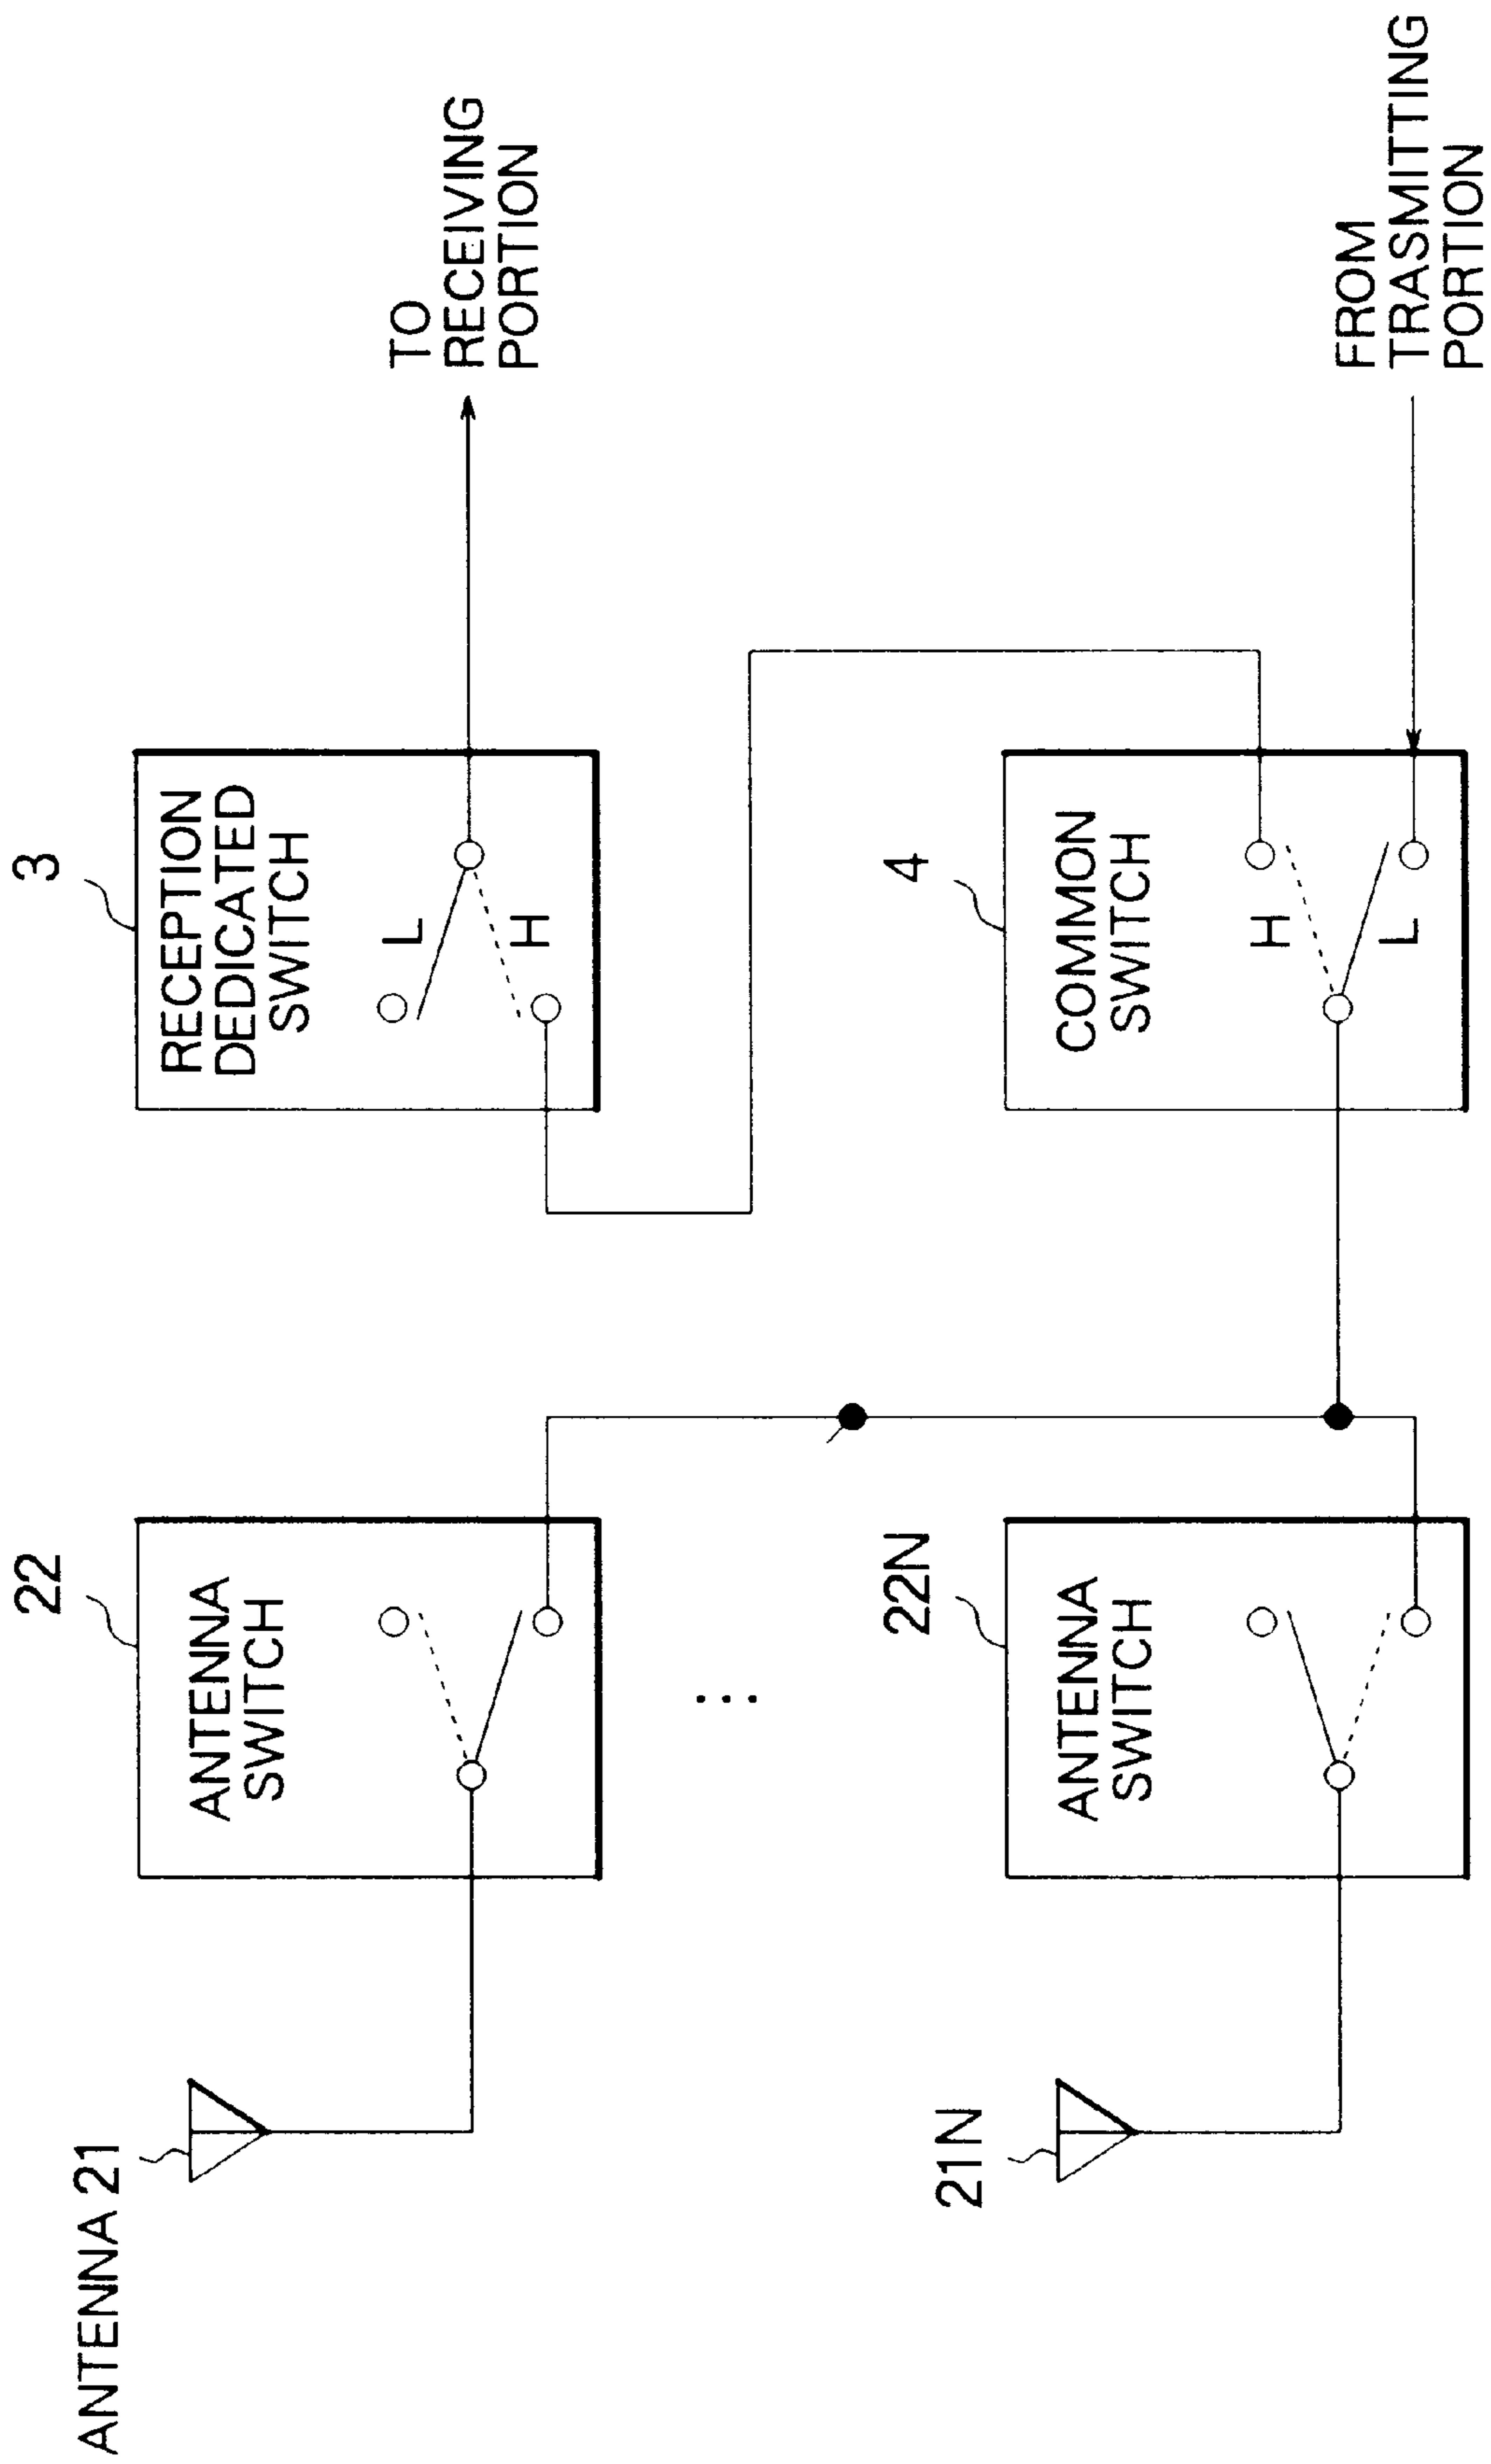 ANTENNA 21
22
ANTENNA
SWITCH
3
RECEPTION
DEDICATED
SWITCH
L
H
TO
RECEIVING
PORTION
...
21N
22N
ANTENNA
SWITCH
4
COMMON
SWITCH
H
L
FROM
TRASMITTING
PORTION